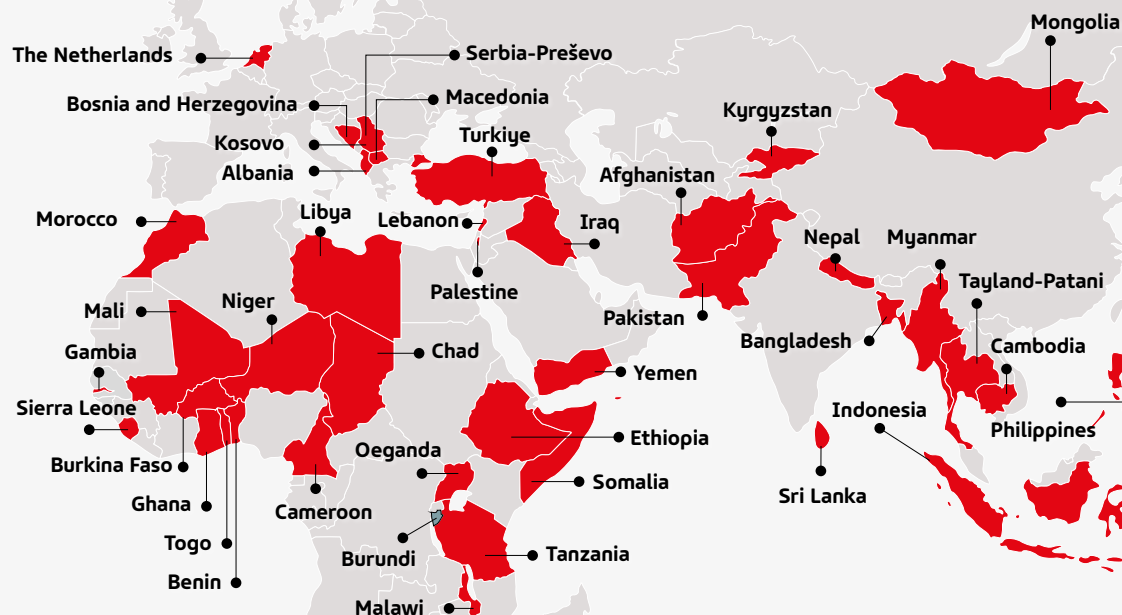 Mongolia
The Netherlands
Serbia-Preševo
Bosnia and Herzegovina
Macedonia
Kyrgyzstan
Kosovo
Turkiye
Albania
Afghanistan
Morocco
Libya
Lebanon
Iraq
Nepal
Myanmar
Tayland-Patani
Palestine
Niger
Mali
Pakistan
Bangladesh
Cambodia
Gambia
Chad
Yemen
Sierra Leone
Indonesia
Philippines
Ethiopia
Oeganda
Burkina Faso
Somalia
Sri Lanka
Ghana
Cameroon
Togo
Burundi
Tanzania
Benin
Malawi